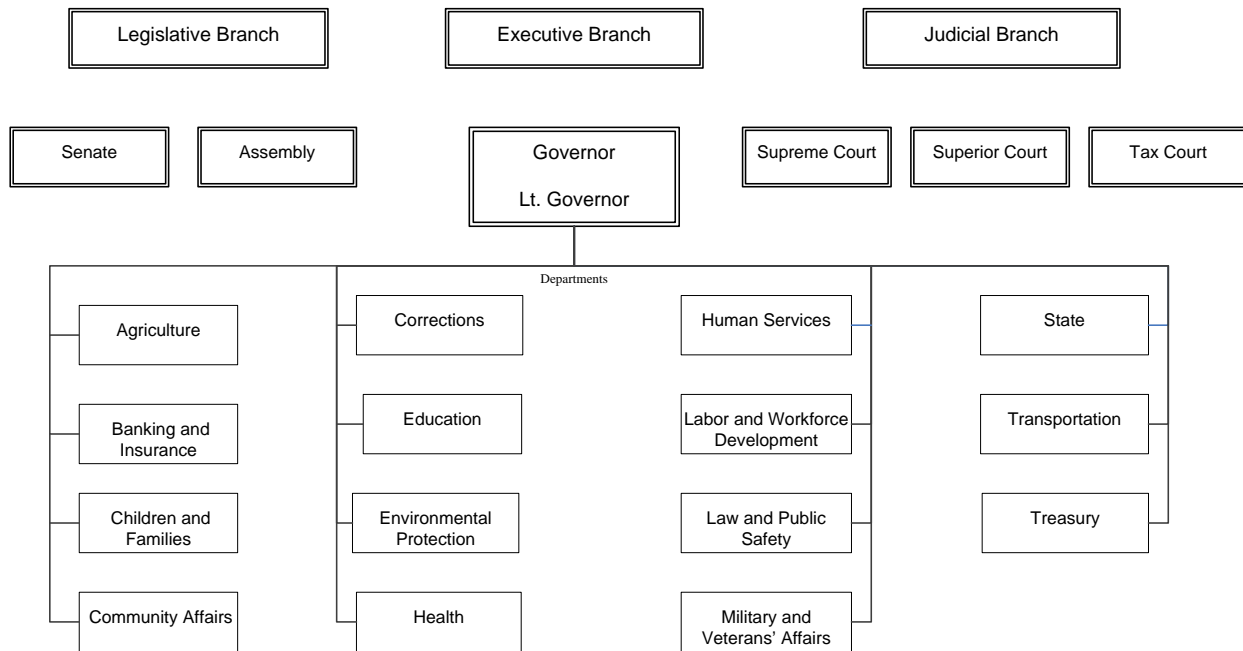 Legislative Branch
Executive Branch
Judicial Branch
Senate
Assembly
Governor
Lt. Governor
Supreme Court
Superior Court
Tax Court
Departments
Agriculture
Corrections
Human Services
State
Banking and
Insurance
Education
Labor and Workforce
Development
Transportation
Children and
Families
Environmental
Protection
Law and Public
Safety
Treasury
Community Affairs
Health
Military and
Veterans’ Affairs